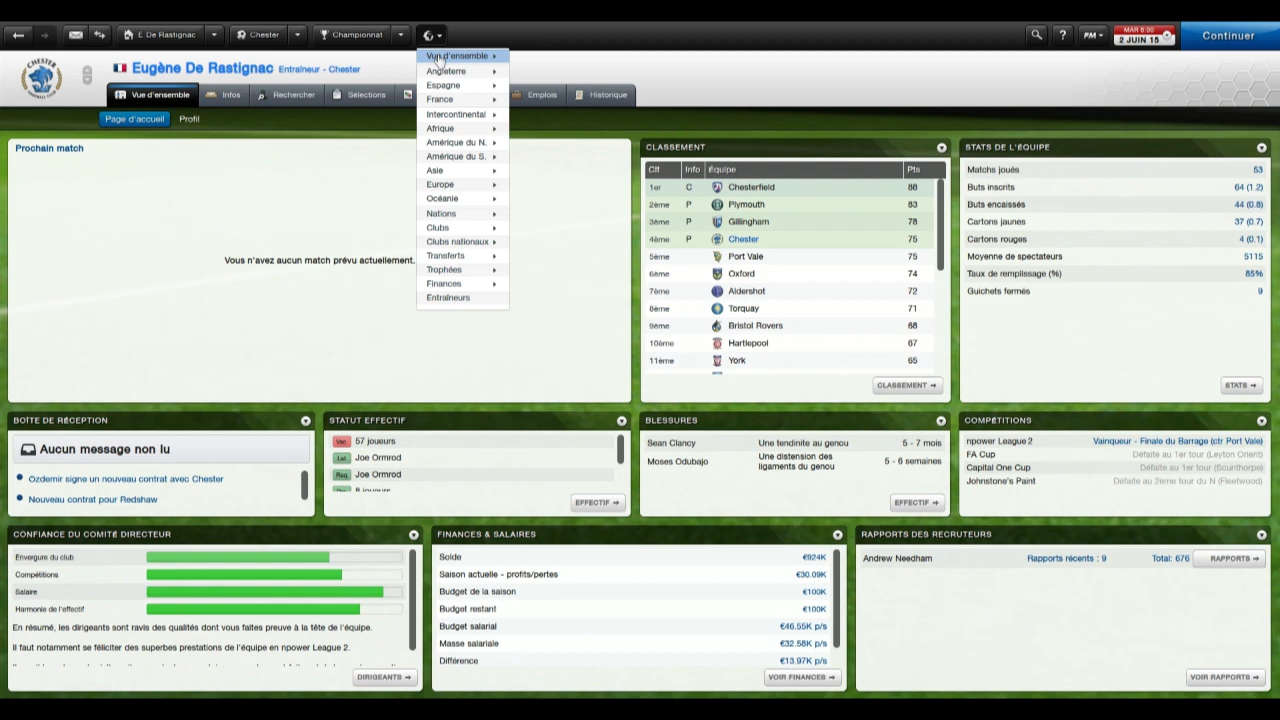 E De Rastignac
Chester
Championnat
?
FM
MAR 8:00
2 JUIN 15
Continuer
CHESTER
Eugène De Rastignac Entraîneur - Chester
Vue d'ensemble
Infos
Rechercher
Sélections
Emplois
Historique
Page d'accueil
Profil
Vue d'ensemble
Angleterre
Espagne
France
Intercontinental
Afrique
Amérique du N.
Amérique du S.
Asie
Europe
Océanie
Nations
Clubs
Clubs nationaux
Transferts
Trophées
Finances
Entraîneurs
Prochain match
Vous n'avez aucun match prévu actuellement.
CLASSEMENT
Clt Info Équipe Pts
1er C Chesterfield 88
2ème P Plymouth 83
3ème P Gillingham 78
4ème P Chester 75
5ème Port Vale 75
6ème Oxford 74
7ème Aldershot 72
8ème Torquay 71
9ème Bristol Rovers 68
10ème Hartlepool 67
11ème York 65
CLASSEMENT
STATS DE L'ÉQUIPE
Matchs joués 53
Buts inscrits 64 (1.2)
Buts encaissés 44 (0.8)
Cartons jaunes 37 (0.7)
Cartons rouges 4 (0.1)
Moyenne de spectateurs 5115
Taux de remplissage (%) 85%
Guichets fermés 9
STATS
BOÎTE DE RÉCEPTION
Aucun message non lu
Ozdemir signe un nouveau contrat avec Chester
Nouveau contrat pour Redshaw
STATUT EFFECTIF
Vac 57 joueurs
Lst Joe Ormrod
Req Joe Ormrod
8 joueurs
EFFECTIF
BLESSURES
Sean Clancy Une tendinite au genou 5 - 7 mois
Moses Odubajo Une distension des ligaments du genou 5 - 6 semaines
EFFECTIF
COMPÉTITIONS
npower League 2 Vainqueur - Finale du Barrage (ctr Port Vale)
FA Cup Défaite au 1er tour (Leyton Orient)
Capital One Cup Défaite au 1er tour (Scunthorpe)
Johnstone's Paint Défaite au 2ème tour du N (Fleetwood)
CONFIANCE DU COMITÉ DIRECTEUR
Envergure du club
Compétitions
Salaire
Harmonie de l'effectif
En résumé, les dirigeants sont ravis des qualités dont vous faites preuve à la tête de l'équipe.
Il faut notamment se féliciter des superbes prestations de l'équipe en npower League 2.
DIRIGEANTS
FINANCES & SALAIRES
Solde €924K
Saison actuelle - profits/pertes €30.09K
Budget de la saison €100K
Budget restant €100K
Budget salarial €46.55K p/s
Masse salariale €32.58K p/s
Différence €13.97K p/s
VOIR FINANCES
RAPPORTS DES RECRUTEURS
Andrew Needham Rapports récents : 9 Total: 676 RAPPORTS
VOIR RAPPORTS